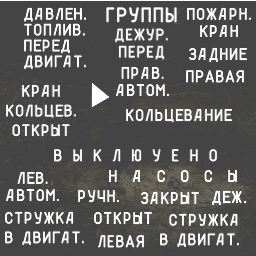 ДАВЛЕН.
ТОПЛИВ.
ПЕРЕД
ДВИГАТ.
ГРУППЫ
ДЕЖУР.
ПЕРЕД
ПРАВ.
АВТОМ.
ПОЖАРН.
КРАН
ЗАДНИЕ
ПРАВАЯ
КРАН
КОЛЬЦЕВ.
ОТКРЫТ
КОЛЬЦЕВАНИЕ
ВЫКЛЮУЕНО
НАСОСЫ
ЛЕВ.
АВТОМ. РУЧН. ЗАКРЫТ ДЕЖ.
СТРУЖКА ОТКРЫТ СТРУЖКА
В ДВИГАТ. ЛЕВАЯ В ДВИГАТ.